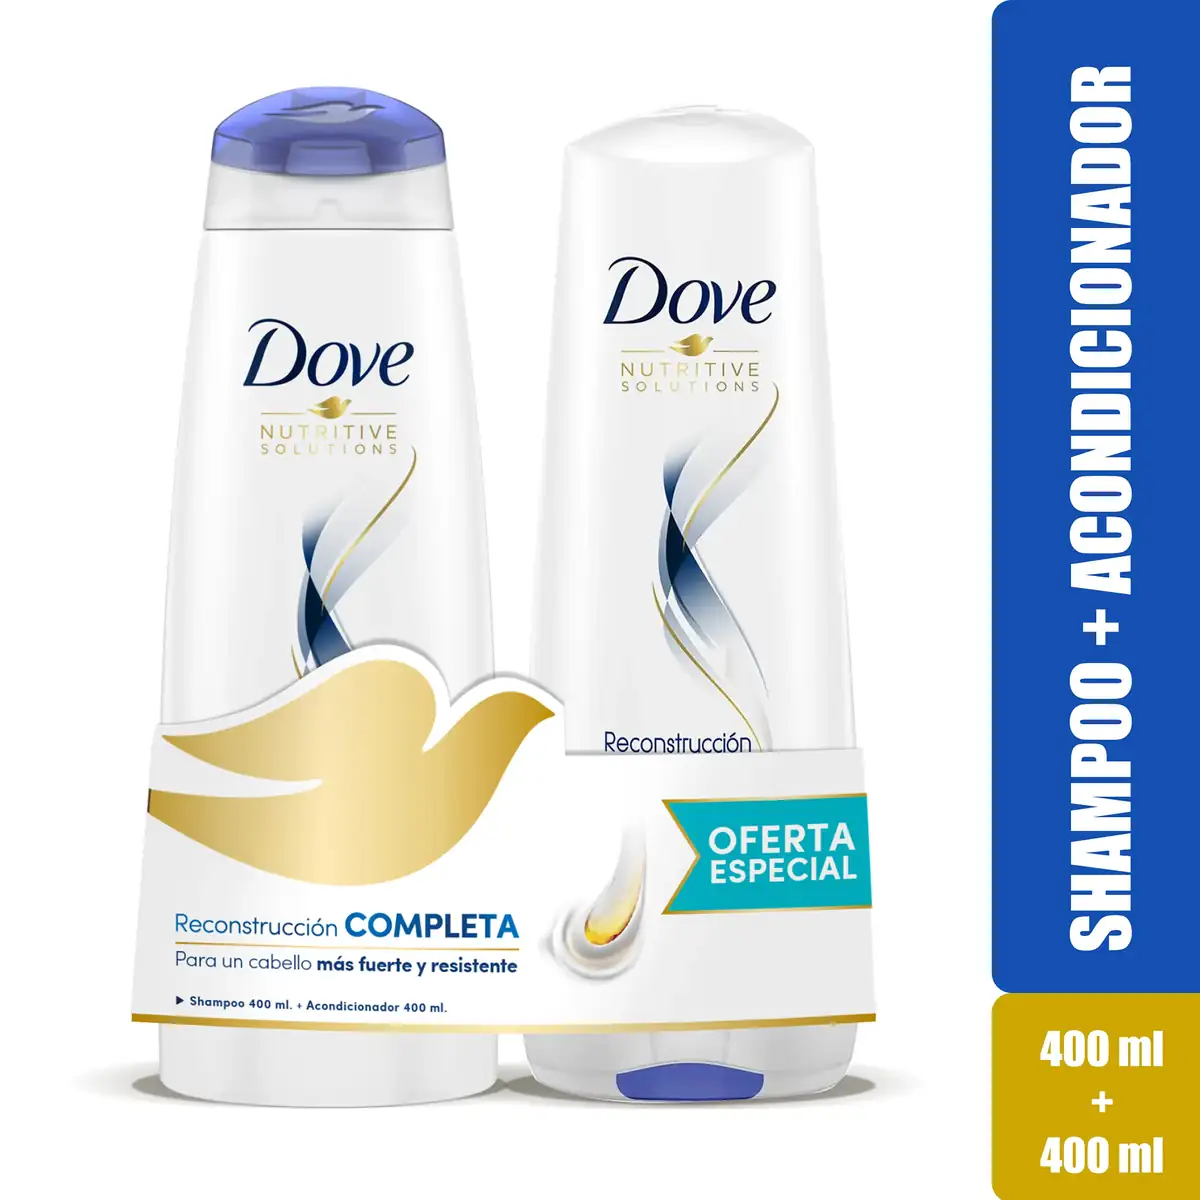 Dove
NUTRITIVE
SOLUTIONS
Dove
NUTRITIVE
SOLUTIONS
Reconstrucción
OFERTA
ESPECIAL
Reconstrucción COMPLETA
Para un cabello más fuerte y resistente
Shampoo 400 ml. + Acondicionador 400 ml.
SHAMPOO + ACONDICIONADOR
400 ml
+
400 ml